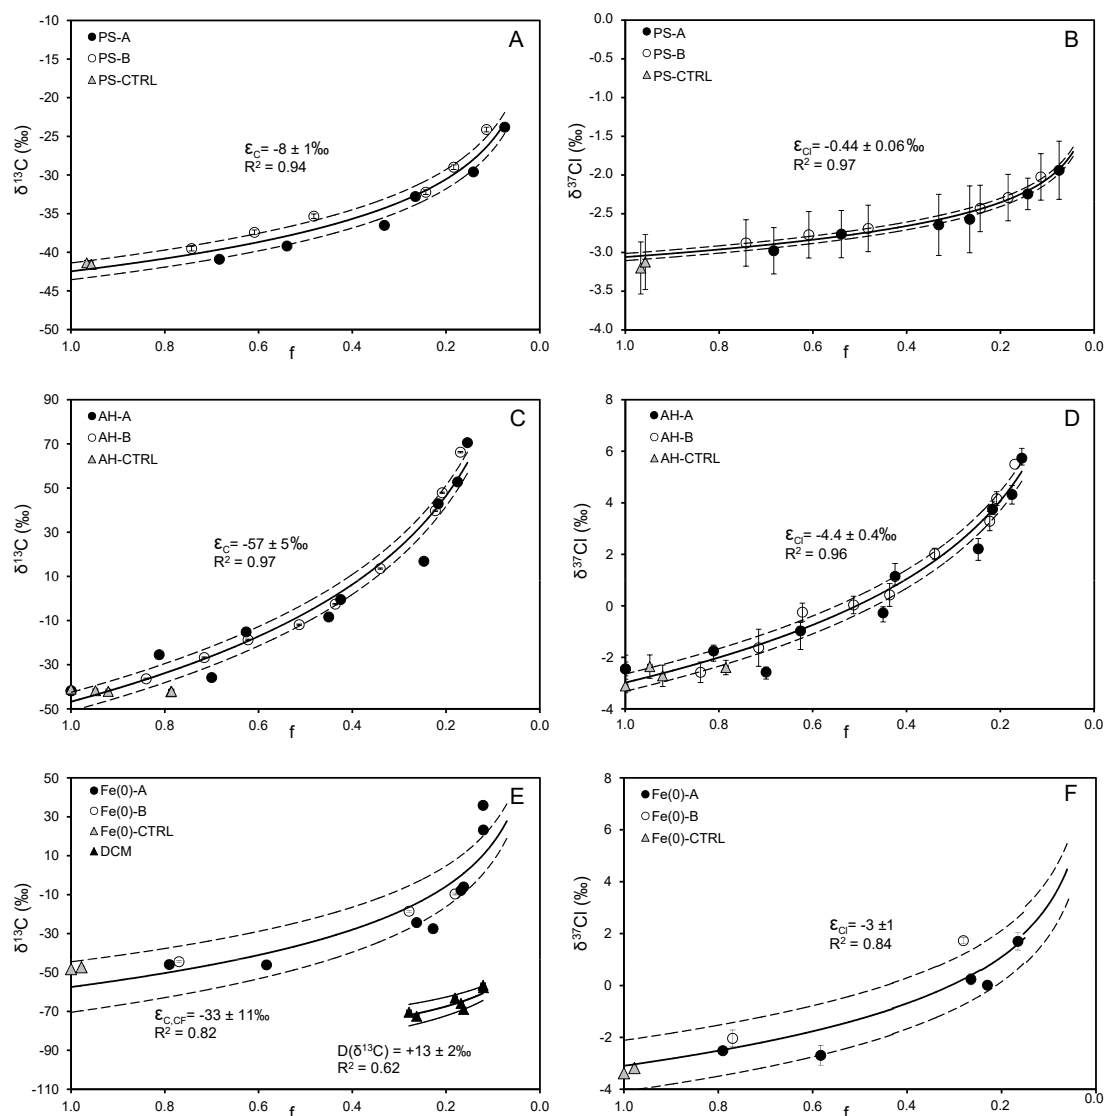 A
PS-A
PS-B
PS-CTRL
εC= -8 ± 1‰
R² = 0.94
δ¹³C (‰)
-10
-15
-20
-25
-30
-35
-40
-45
-50
1.0
0.8
0.6
0.4
0.2
0.0
f
B
PS-A
PS-B
PS-CTRL
εCl= -0.44 ± 0.06 ‰
R² = 0.97
δ³⁷Cl (‰)
0.0
-0.5
-1.0
-1.5
-2.0
-2.5
-3.0
-3.5
-4.0
1.0
0.8
0.6
0.4
0.2
0.0
f
C
AH-A
AH-B
AH-CTRL
εC= -57 ± 5‰
R² = 0.97
δ¹³C (‰)
90
70
50
30
10
-10
-30
-50
1.0
0.8
0.6
0.4
0.2
0.0
f
D
AH-A
AH-B
AH-CTRL
εCl= -4.4 ± 0.4‰
R² = 0.96
δ³⁷Cl (‰)
8
6
4
2
0
-2
-4
1.0
0.8
0.6
0.4
0.2
0.0
f
E
Fe(0)-A
Fe(0)-B
Fe(0)-CTRL
DCM
εC,CF= -33 ± 11‰
R² = 0.82
D(δ¹³C) = +13 ± 2‰
R² = 0.62
δ¹³C (‰)
50
30
10
-10
-30
-50
-70
-90
-110
1.0
0.8
0.6
0.4
0.2
0.0
f
F
Fe(0)-A
Fe(0)-B
Fe(0)-CTRL
εCl= -3 ±1
R² = 0.84
δ³⁷Cl (‰)
8
6
4
2
0
-2
-4
1.0
0.8
0.6
0.4
0.2
0.0
f